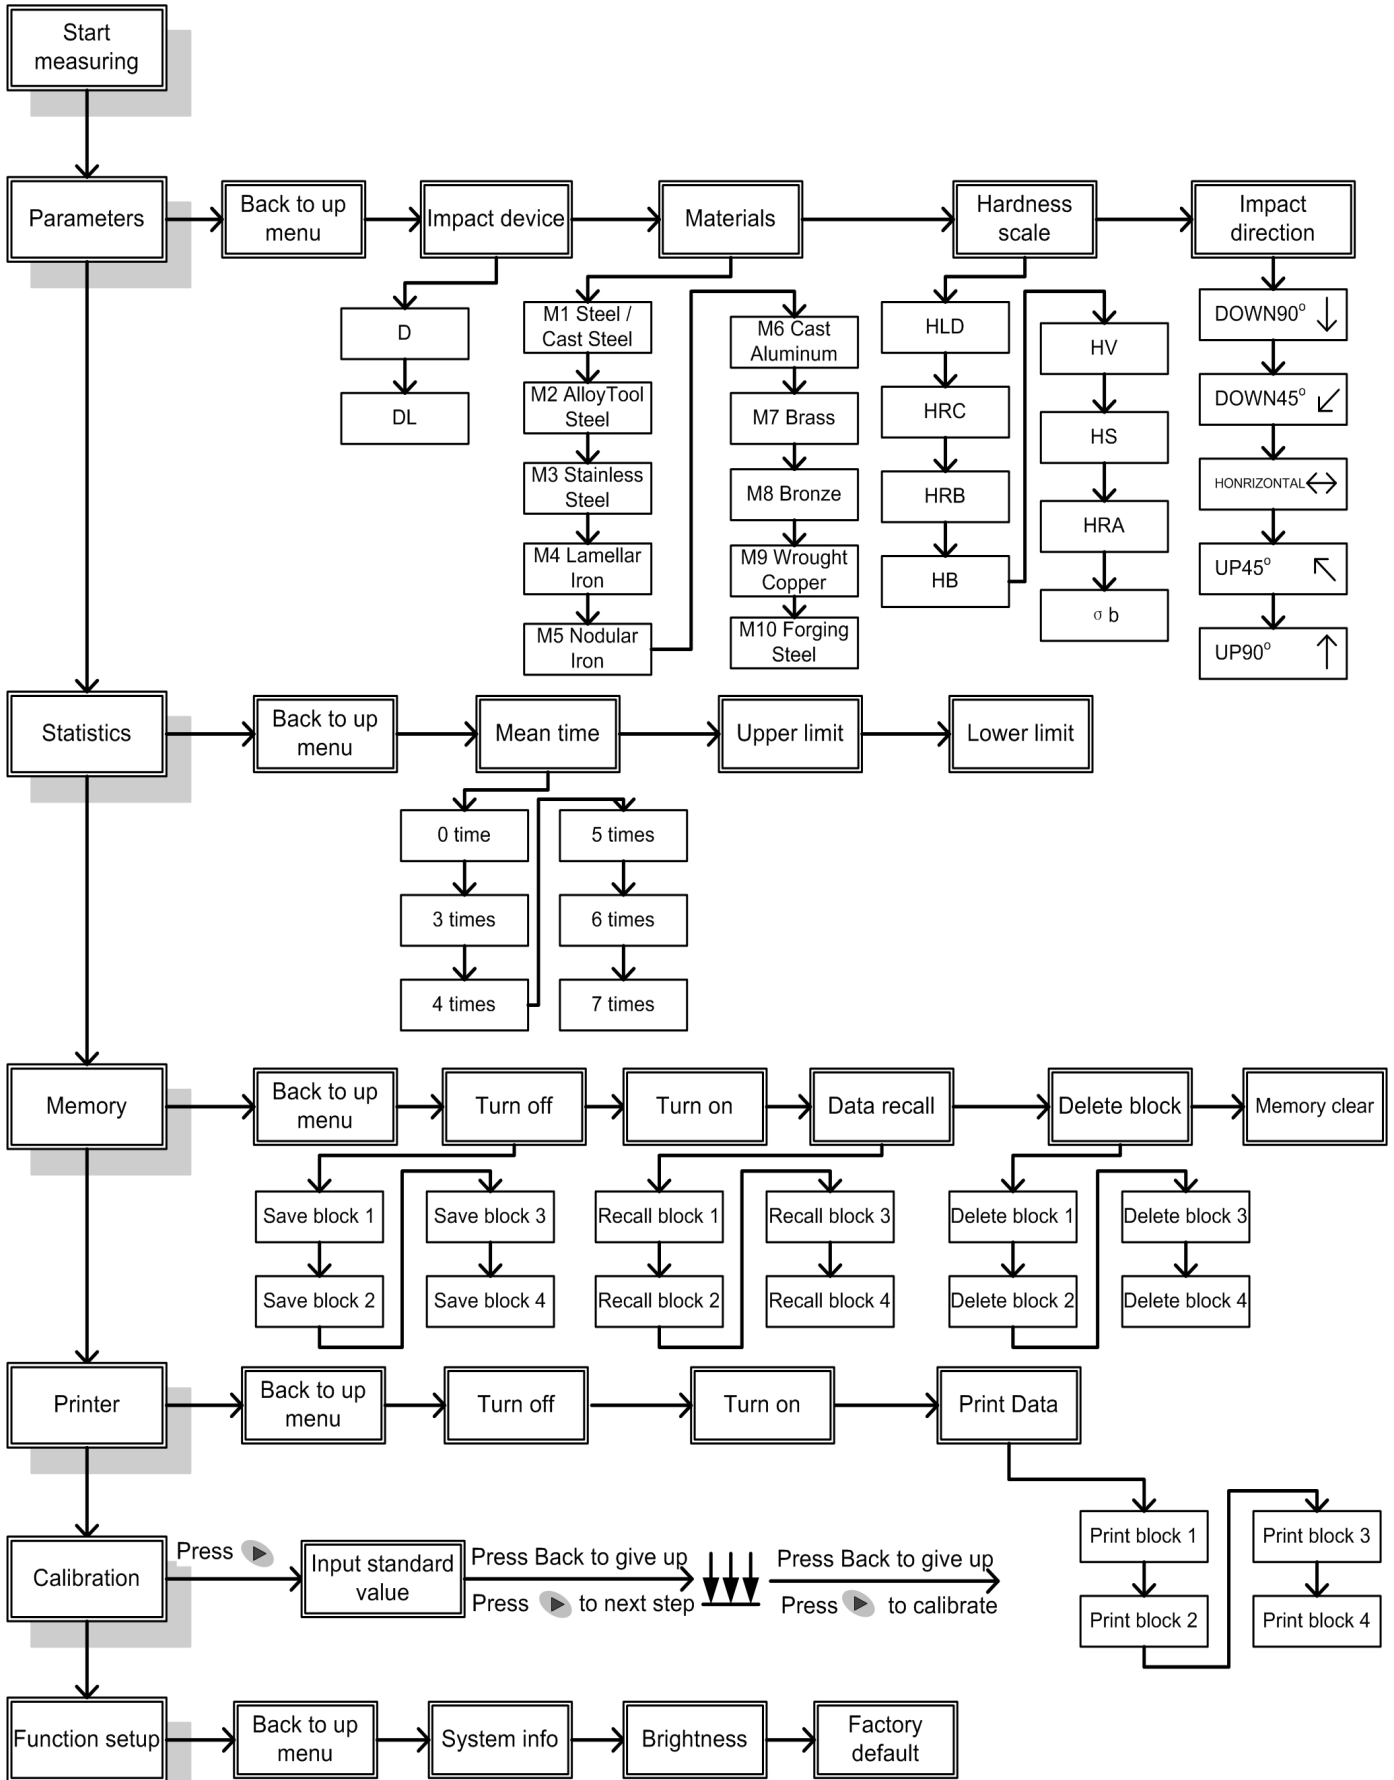 Start
measuring
Parameters
Back to up
menu
Impact device
Materials
Hardness
scale
Impact
direction
D
DL
M1 Steel /
Cast Steel
M2 AlloyTool
Steel
M3 Stainless
Steel
M4 Lamellar
Iron
M5 Nodular
Iron
M6 Cast
Aluminum
M7 Brass
M8 Bronze
M9 Wrought
Copper
M10 Forging
Steel
HLD
HRC
HRB
HB
HV
HS
HRA
σ b
DOWN90°
DOWN45°
HONRIZONTAL
UP45°
UP90°
Statistics
Back to up
menu
Mean time
Upper limit
Lower limit
0 time
3 times
4 times
5 times
6 times
7 times
Memory
Back to up
menu
Turn off
Turn on
Data recall
Delete block
Memory clear
Save block 1
Save block 2
Save block 3
Save block 4
Recall block 1
Recall block 2
Recall block 3
Recall block 4
Delete block 1
Delete block 2
Delete block 3
Delete block 4
Printer
Back to up
menu
Turn off
Turn on
Print Data
Print block 1
Print block 2
Print block 3
Print block 4
Calibration
Press
Input standard
value
Press Back to give up
Press to next step
Press Back to give up
Press to calibrate
Function setup
Back to up
menu
System info
Brightness
Factory
default